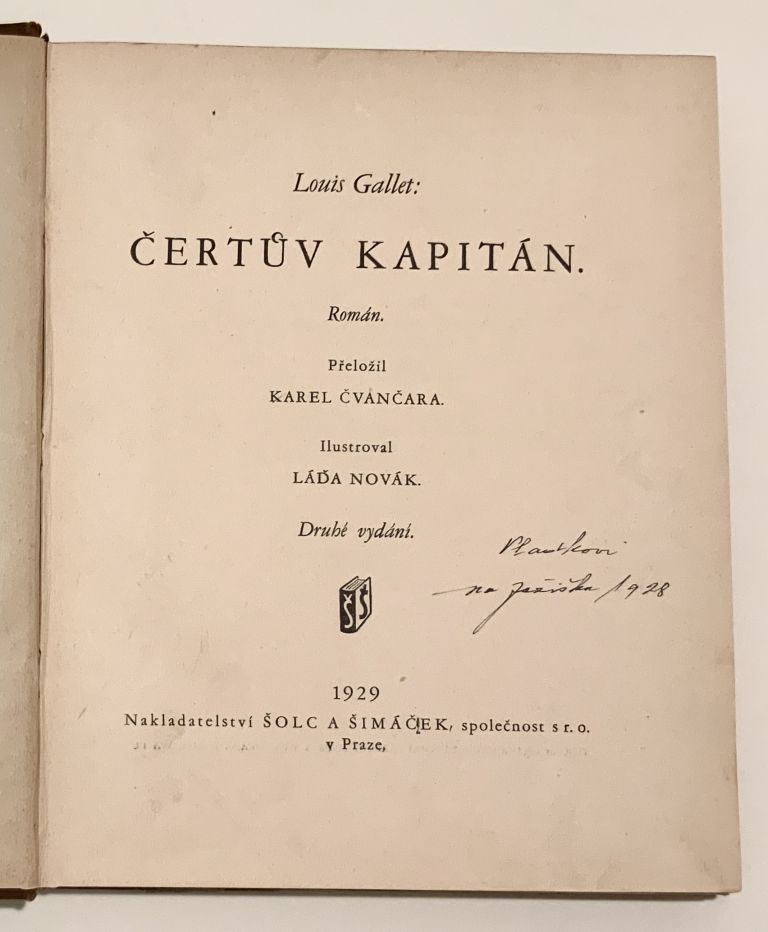 Louis Gallet:
ČERTŮV KAPITÁN.
Román.
Přeložil
KAREL ČVANČARA.
Ilustroval
LÁĎA NOVÁK.
Druhé vydání.
na Ježíška 1928
ŠŠ
1929
Nakladatelství ŠOLC A ŠIMÁČEK, společnost s r. o.
v Praze,